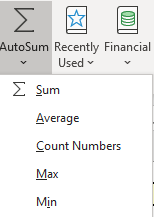 AutoSum Recently Financial
Used
Sum
Average
Count Numbers
Max
Min